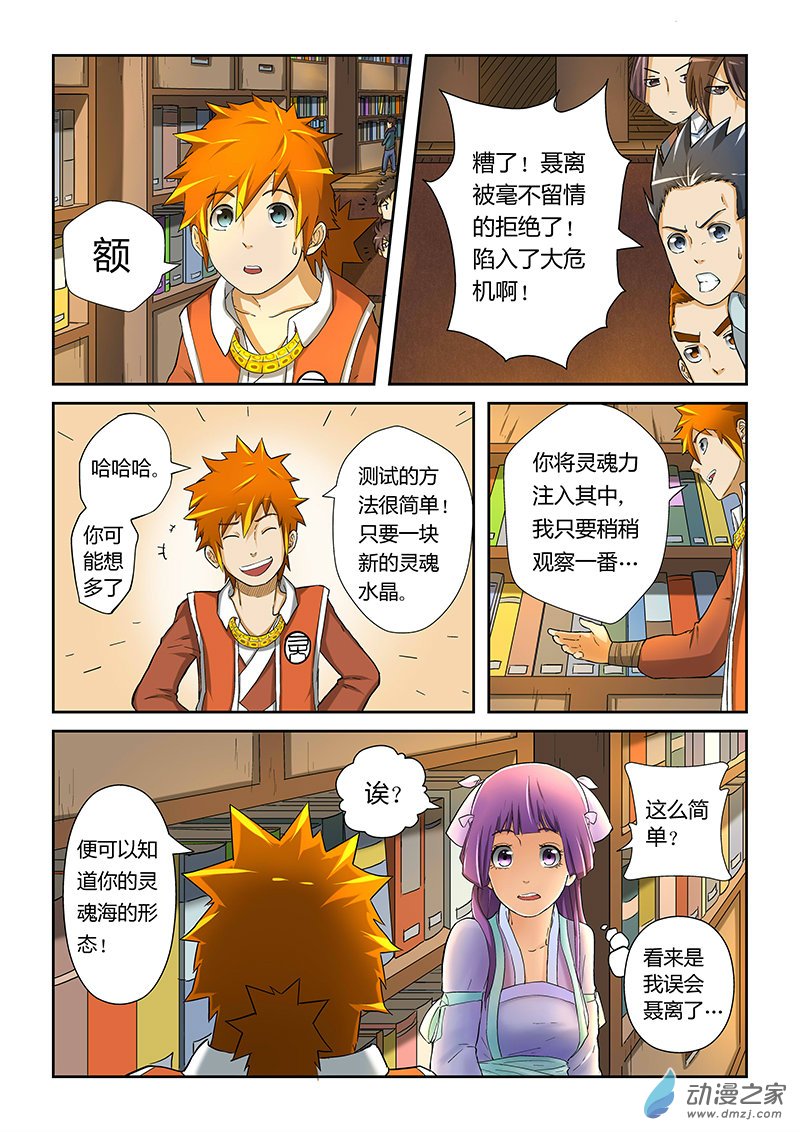 额
糟了！聂离
被毫不留情
的拒绝了！
陷入了大危
机啊！
哈哈哈。
你可
能想
多了
测试的方
法很简单！
只要一块
新的灵魂
水晶。
你将灵魂力
注入其中，
我只要稍稍
观察一番…
便可以知
道你的灵
魂海的形
态！
诶？
这么简
单？
看来是
我误会
聂离了…
动漫之家
www.dmzj.com